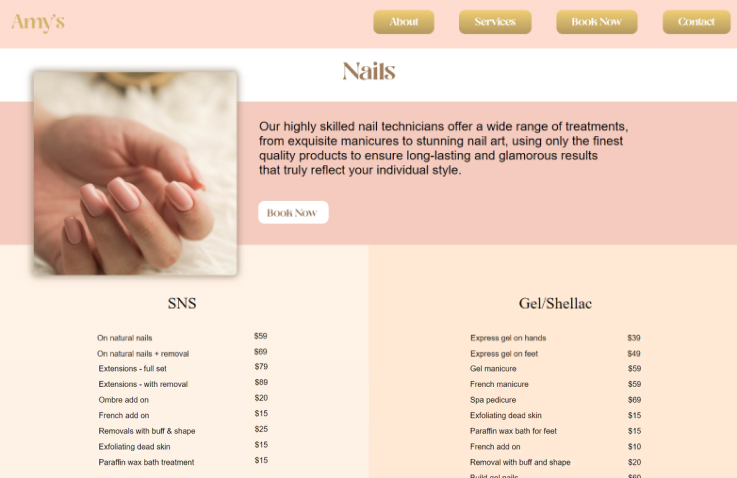 Amy's
About
Services
Book Now
Contact
Nails
Our highly skilled nail technicians offer a wide range of treatments,
from exquisite manicures to stunning nail art, using only the finest
quality products to ensure long-lasting and glamorous results
that truly reflect your individual style.
Book Now
SNS
On natural nails $59
On natural nails + removal $69
Extensions - full set $79
Extensions - with removal $89
Ombre add on $20
French add on $15
Removals with buff & shape $25
Exfoliating dead skin $15
Paraffin wax bath treatment $15
Gel/Shellac
Express gel on hands $39
Express gel on feet $49
Gel manicure $59
French manicure $59
Spa pedicure $69
Exfoliating dead skin $15
Paraffin wax bath for feet $15
French add on $10
Removal with buff and shape $20
Build gel nails $60